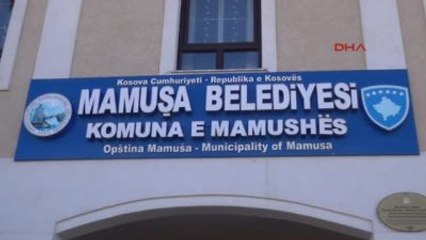 DHA
Kosova Cumhuriyeti - Republika e Kosovës
MAMUŞA BELEDİYESİ
KOMUNA E MAMUSHËS
Opština Mamuša - Municipality of Mamusa